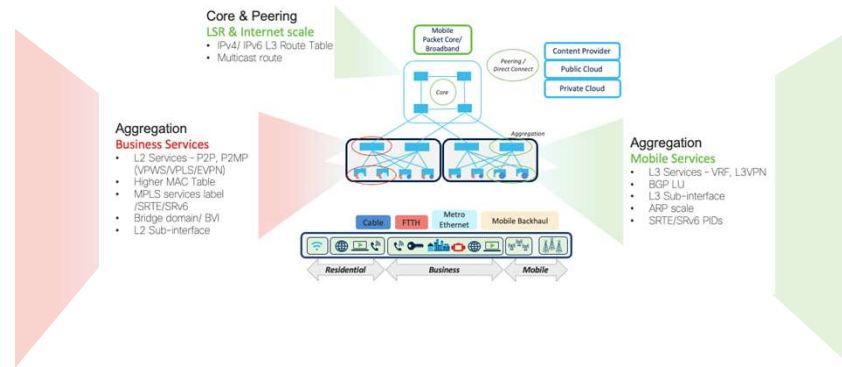 Core & Peering
LSR & Internet scale
• IPv4/ IPv6 L3 Route Table
• Multicast route
Mobile
Packet Core/
Broadband
Peering /
Direct Connect
Content Provider
Public Cloud
Private Cloud
Core
Aggregation
Aggregation
Business Services
• L2 Services – P2P, P2MP
(VPWS/VPLS/EVPN)
• Higher MAC Table
• MPLS services label
/SRTE/SRv6
• Bridge domain/ BVI
• L2 Sub-interface
Aggregation
Mobile Services
• L3 Services – VRF, L3VPN
• BGP LU
• L3 Sub-interface
• ARP scale
• SRTE/SRv6 PIDs
Cable
FTTH
Metro
Ethernet
Mobile Backhaul
Residential
Business
Mobile